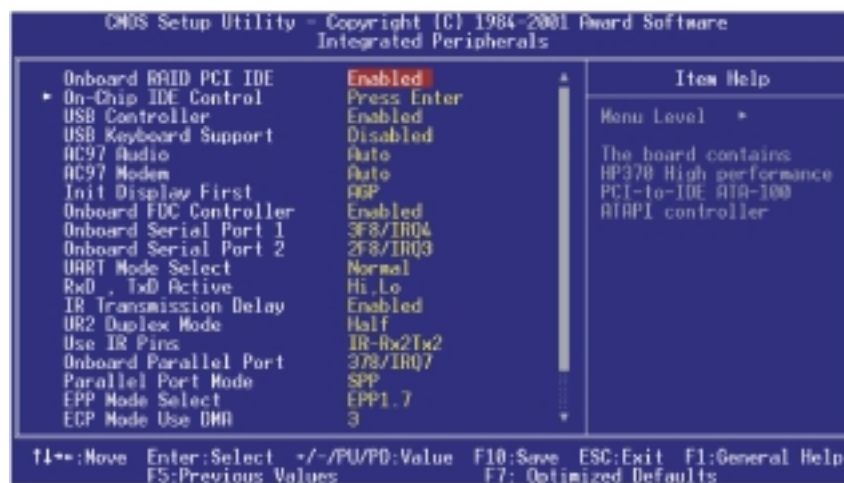 CMOS Setup Utility - Copyright (C) 1984-2001 Award Software
Integrated Peripherals
Onboard RAID PCI IDE Enabled
On-Chip IDE Control Press Enter
USB Controller Enabled
USB Keyboard Support Disabled
AC97 Audio Auto
AC97 Modem Auto
Init Display First AGP
Onboard FDC Controller Enabled
Onboard Serial Port 1 3F8/IRQ4
Onboard Serial Port 2 2F8/IRQ3
UART Mode Select Normal
RxD , TxD Active Hi,Lo
IR Transmission Delay Enabled
UR2 Duplex Mode Half
Use IR Pins IR-Rx2Tx2
Onboard Parallel Port 378/IRQ7
Parallel Port Mode SPP
EPP Mode Select EPP1.7
ECP Mode Use DMA 3
Item Help
Menu Level
The board contains
HP370 High performance
PCI-to-IDE ATA-100
ATAPI controller
↑↓→←:Move Enter:Select +/-/PU/PD:Value F10:Save ESC:Exit F1:General Help
F5:Previous Values F7: Optimized Defaults